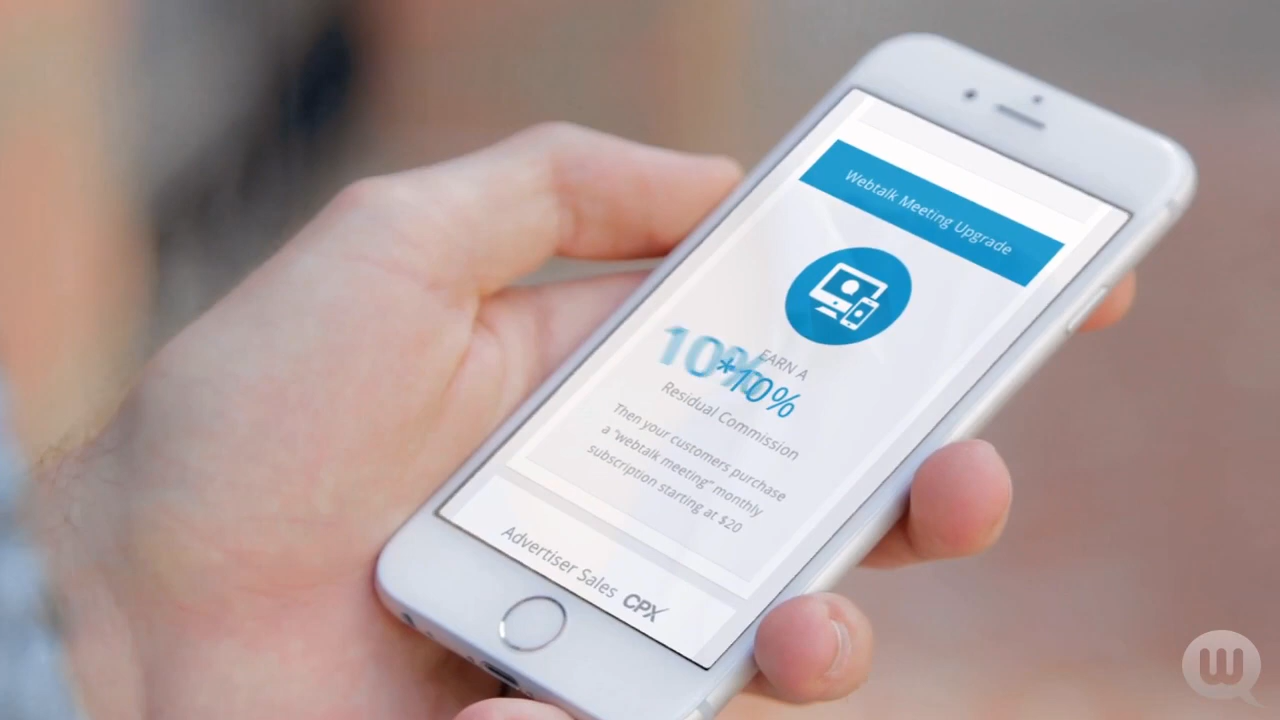 Webtalk Meeting Upgrade
EARN A
10%
*10%
Residual Commission
Then your customers purchase
a "webtalk meeting" monthly
subscription starting at $20
Advertiser Sales CPX
w